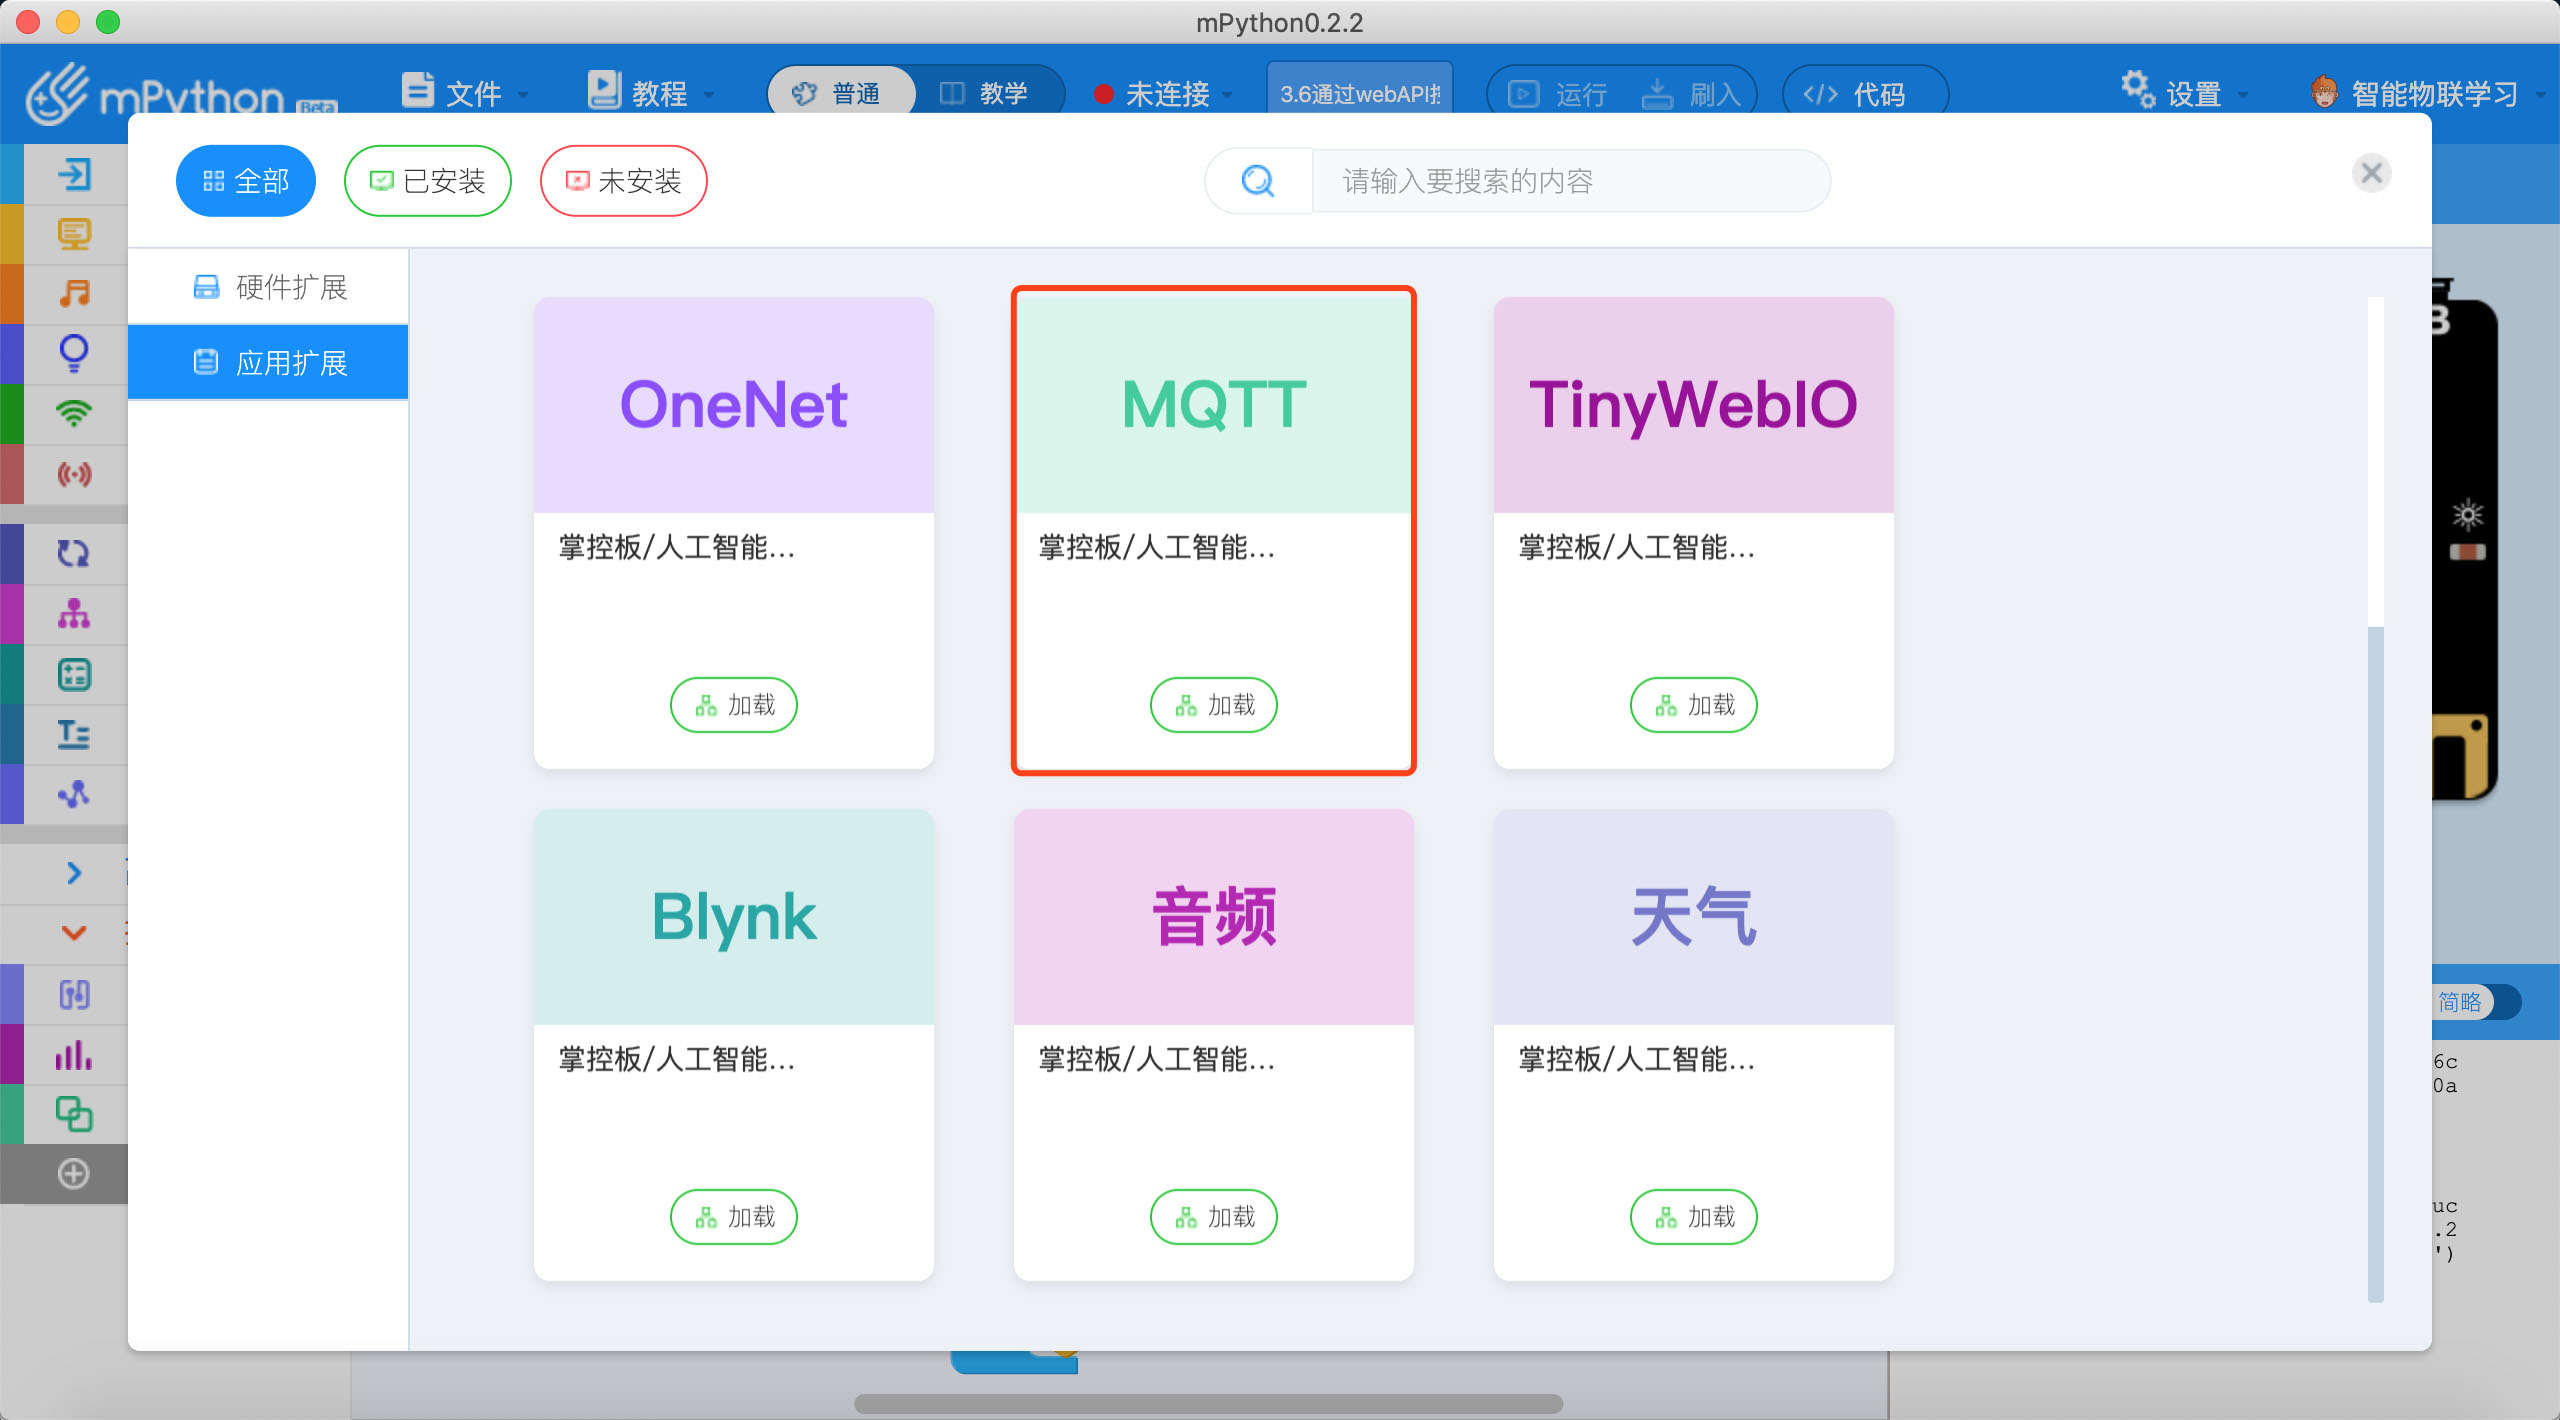 mPython0.2.2
mPython Beta 文件 教程 普通 教学 未连接 3.6通过webAPI 运行 刷入 代码 设置 智能物联学习
全部 已安装 未安装 请输入要搜索的内容
硬件扩展
应用扩展
OneNet MQTT TinyWebIO
掌控板/人工智能... 掌控板/人工智能... 掌控板/人工智能...
加载 加载 加载
Blynk 音频 天气
掌控板/人工智能... 掌控板/人工智能... 掌控板/人工智能...
加载 加载 加载
简略
6c
0a
uc
.2
')